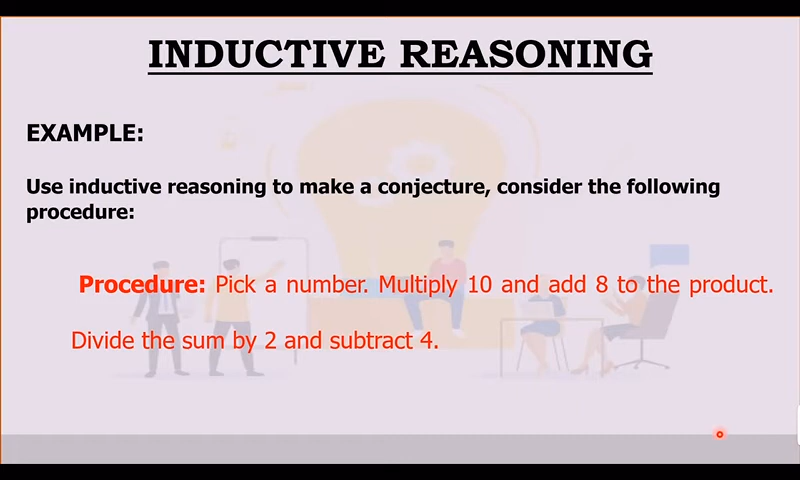 INDUCTIVE REASONING
EXAMPLE:
Use inductive reasoning to make a conjecture, consider the following
procedure:
Procedure: Pick a number. Multiply 10 and add 8 to the product.
Divide the sum by 2 and subtract 4.